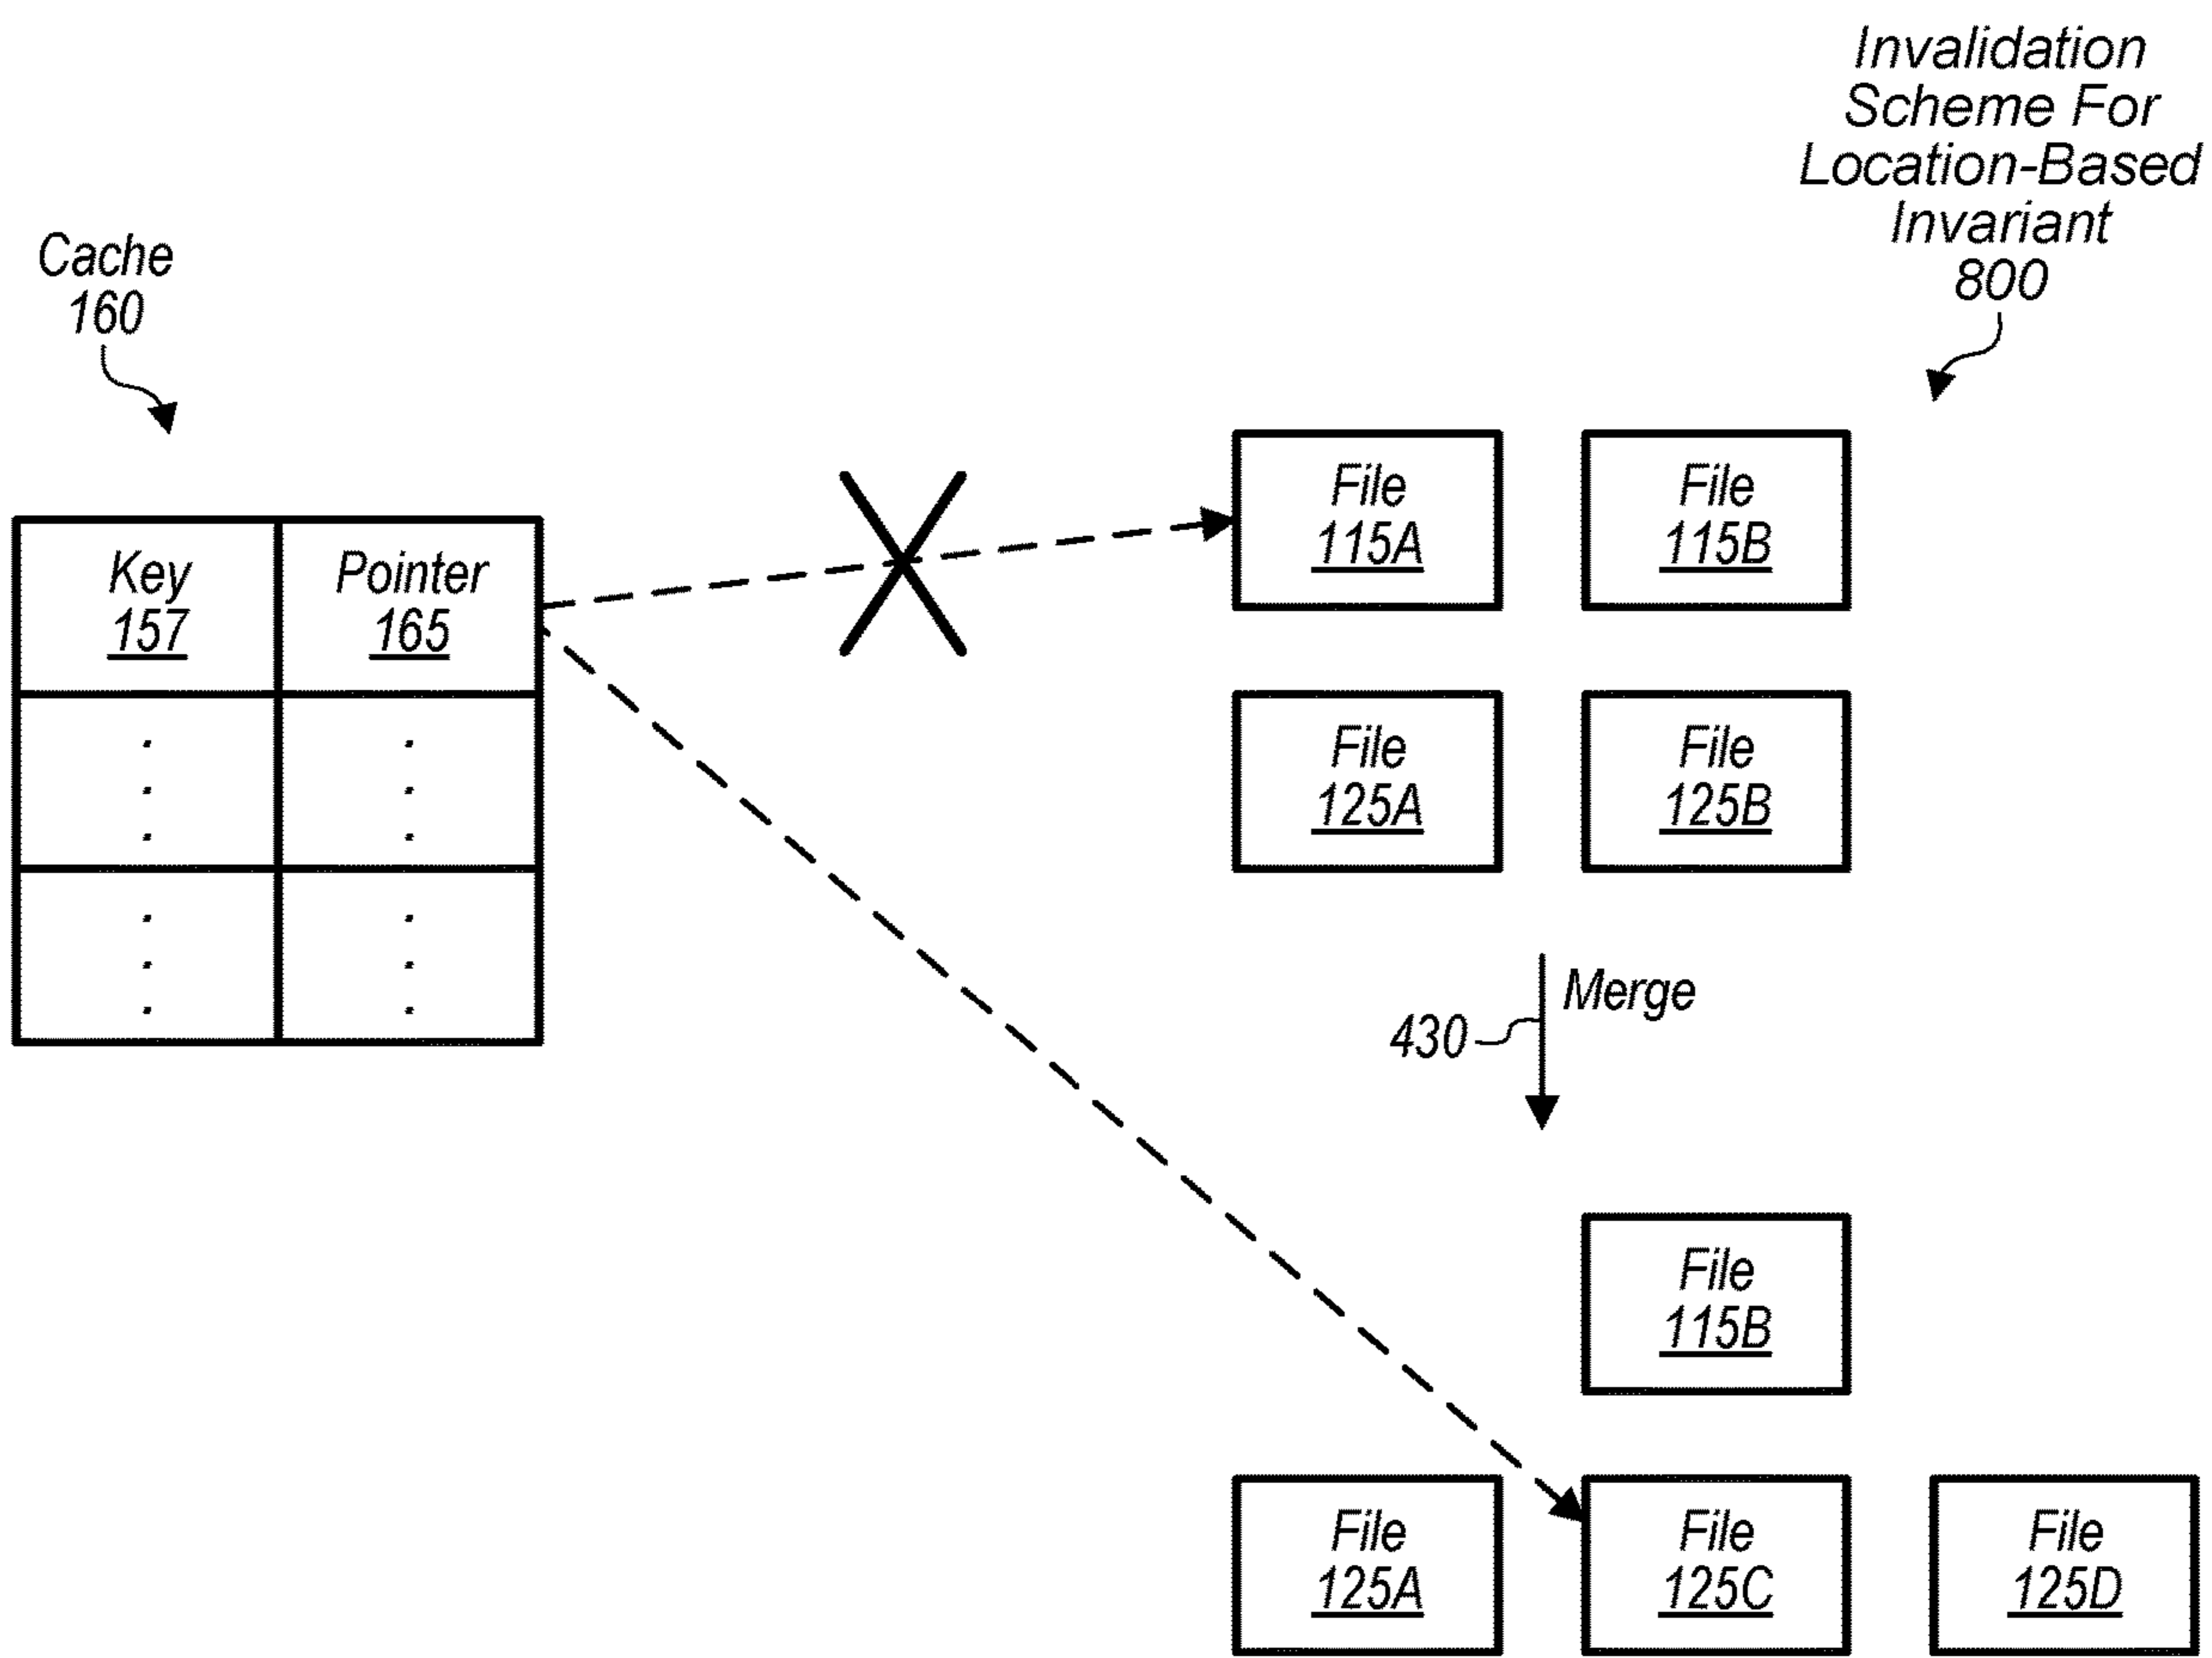 Invalidation
Scheme For
Location-Based
Invariant
800
Cache
160
Key
157
Pointer
165
File
115A
File
115B
File
125A
File
125B
Merge
430
File
115B
File
125A
File
125C
File
125D